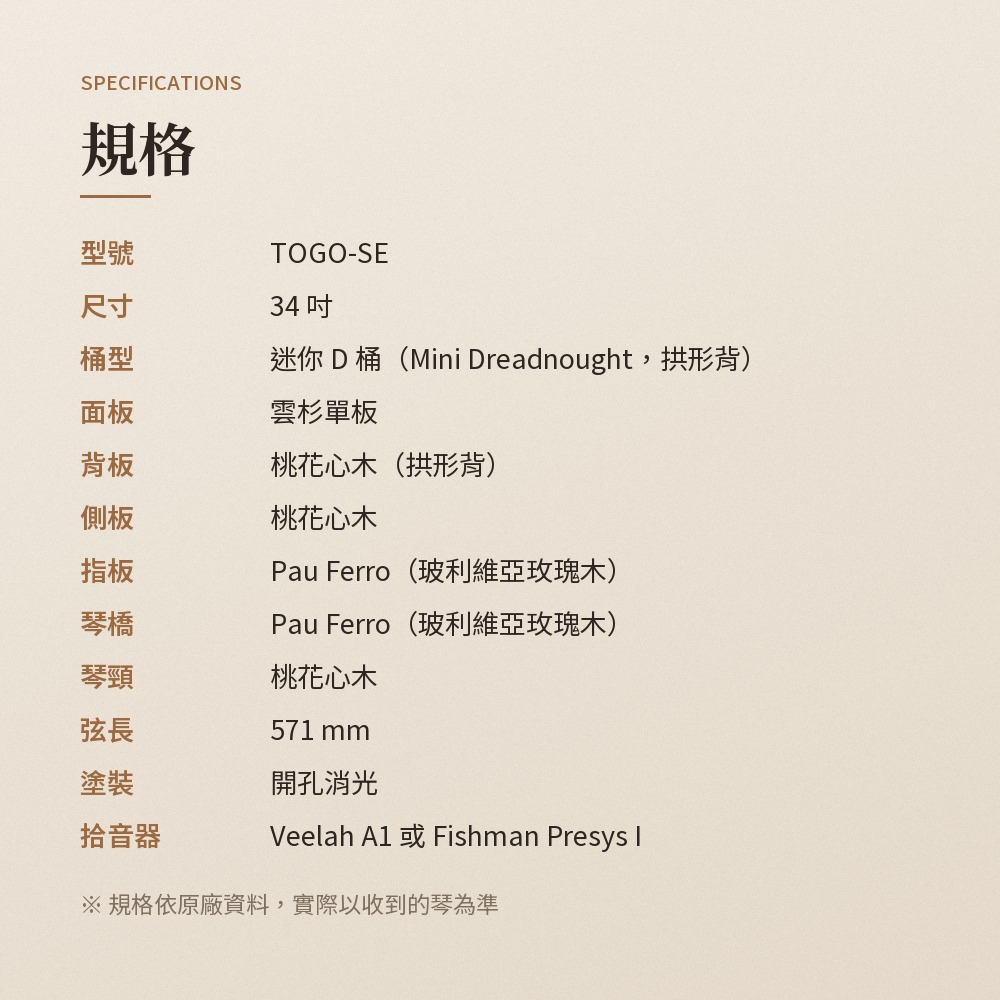 SPECIFICATIONS
規格
型號 TOGO-SE
尺寸 34 吋
桶型 迷你 D 桶（Mini Dreadnought，拱形背）
面板 雲杉單板
背板 桃花心木（拱形背）
側板 桃花心木
指板 Pau Ferro（玻利維亞玫瑰木）
琴橋 Pau Ferro（玻利維亞玫瑰木）
琴頸 桃花心木
弦長 571 mm
塗裝 開孔消光
拾音器 Veelah A1 或 Fishman Presys I
※ 規格依原廠資料，實際以收到的琴為準